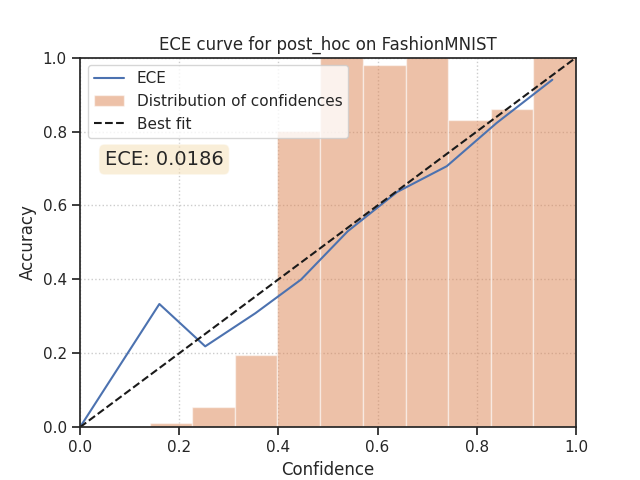 ECE curve for post_hoc on FashionMNIST
1.0
0.8
0.6
0.4
0.2
0.0
Accuracy
ECE
Distribution of confidences
Best fit
ECE: 0.0186
0.0 0.2 0.4 0.6 0.8 1.0
Confidence